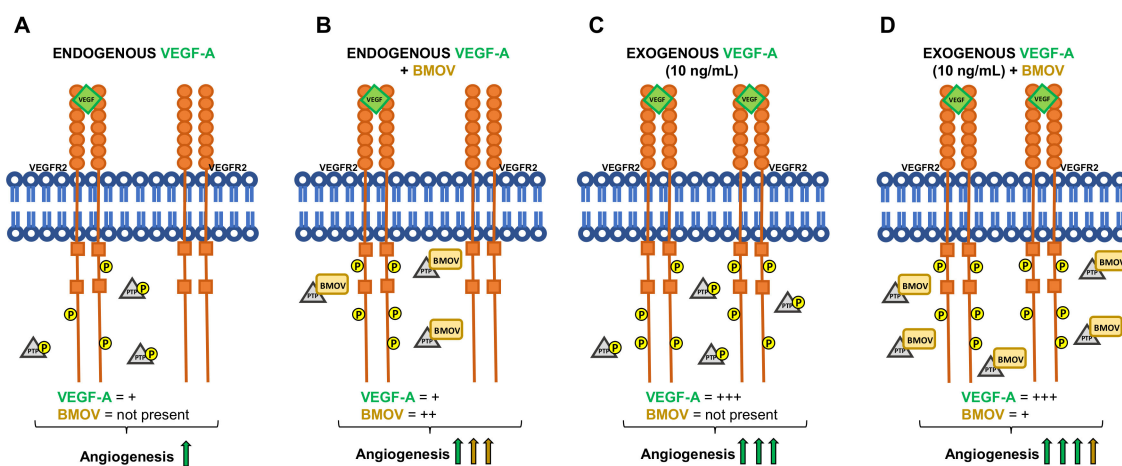 A
ENDOGENOUS VEGF-A
VEGF
VEGFR2
VEGFR2
P
P
P
P
PTP
P
PTP
P
PTP
VEGF-A = +
BMOV = not present
Angiogenesis
B
ENDOGENOUS VEGF-A
+ BMOV
VEGF
VEGFR2
VEGFR2
P
P
P
P
P
BMOV
PTP
BMOV
PTP
BMOV
PTP
VEGF-A = +
BMOV = ++
Angiogenesis
C
EXOGENOUS VEGF-A
(10 ng/mL)
VEGF
VEGF
VEGFR2
VEGFR2
P
P
P
P
P
P
P
P
P
PTP
P
PTP
P
PTP
P
PTP
VEGF-A = +++
BMOV = not present
Angiogenesis
D
EXOGENOUS VEGF-A
(10 ng/mL) + BMOV
VEGF
VEGF
VEGFR2
VEGFR2
P
P
P
P
P
P
P
P
P
BMOV
PTP
BMOV
PTP
BMOV
PTP
BMOV
PTP
BMOV
PTP
VEGF-A = +++
BMOV = +
Angiogenesis